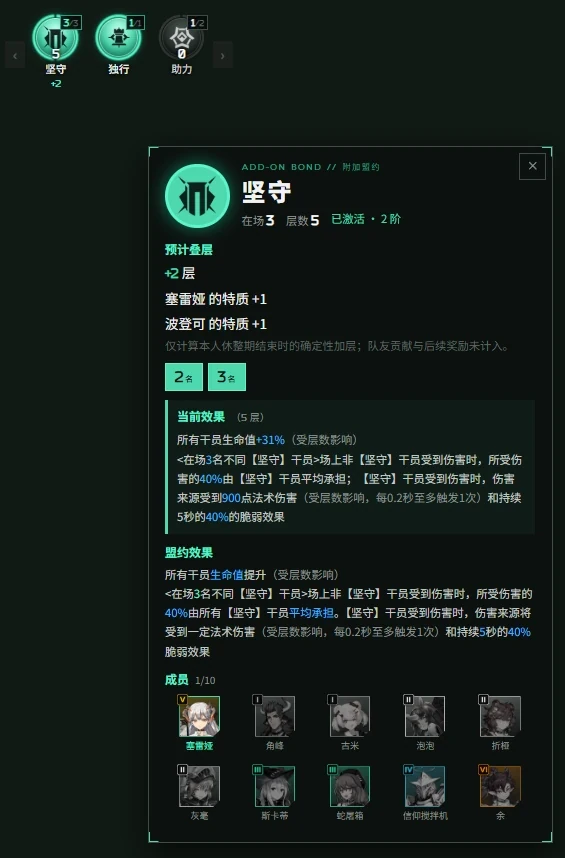 3/3 1/1 1/2
‹ 5 0 ›
坚守 独行 助力
+2
ADD-ON BOND // 附加盟约 ×
坚守
在场3 层数5 已激活 · 2 阶
预计叠层
+2 层
塞雷娅 的特质 +1
波登可 的特质 +1
仅计算本人休整期结束时的确定性加层；队友贡献与后续奖励未计入。
2名 3名
当前效果 （5 层）
所有干员生命值+31%（受层数影响）
<在场3名不同【坚守】干员>场上非【坚守】干员受到伤害时，所受伤
害的40%由【坚守】干员平均承担；【坚守】干员受到伤害时，伤害
来源受到900点法术伤害（受层数影响，每0.2秒至多触发1次）和持续
5秒的40%的脆弱效果
盟约效果
所有干员生命值提升（受层数影响）
<在场3名不同【坚守】干员>场上非【坚守】干员受到伤害时，所受伤害的
40%由所有【坚守】干员平均承担。【坚守】干员受到伤害时，伤害来源将
受到一定法术伤害（受层数影响，每0.2秒至多触发1次）和持续5秒的40%
脆弱效果
成员 1/10
V I I II II
塞雷娅 角峰 古米 泡泡 折桠
II III III IV VI
灰毫 斯卡蒂 蛇屠箱 信仰搅拌机 余